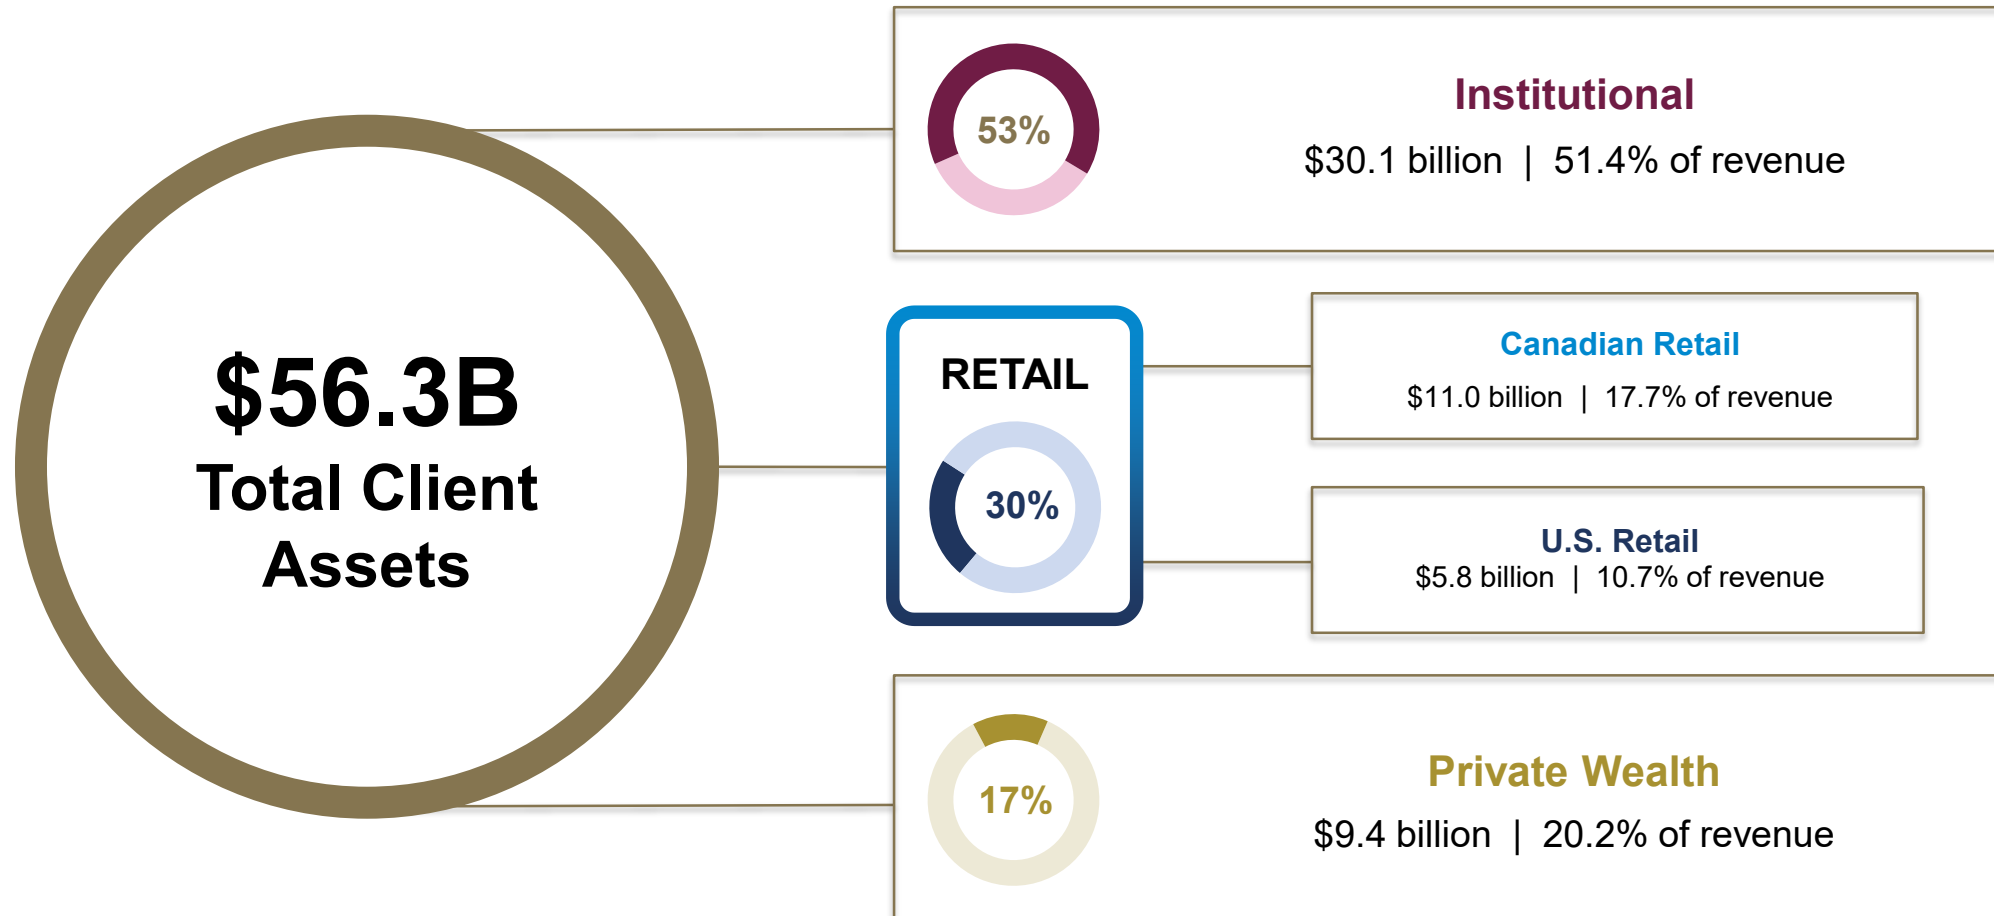 $56.3B
Total Client
Assets
53%
Institutional
$30.1 billion | 51.4% of revenue
RETAIL
30%
Canadian Retail
$11.0 billion | 17.7% of revenue
U.S. Retail
$5.8 billion | 10.7% of revenue
17%
Private Wealth
$9.4 billion | 20.2% of revenue